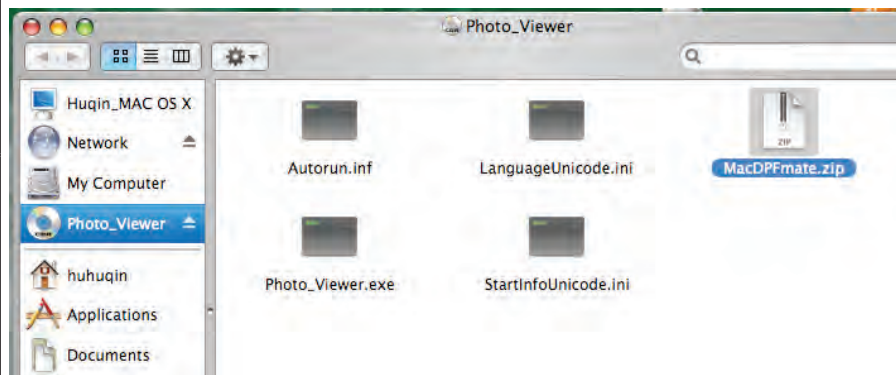 Photo_Viewer
Huqin_MAC OS X
Network
My Computer
Photo_Viewer
huhuqin
Applications
Documents
Autorun.inf
LanguageUnicode.ini
ZIP
MacDPFmate.zip
Photo_Viewer.exe
StartInfoUnicode.ini